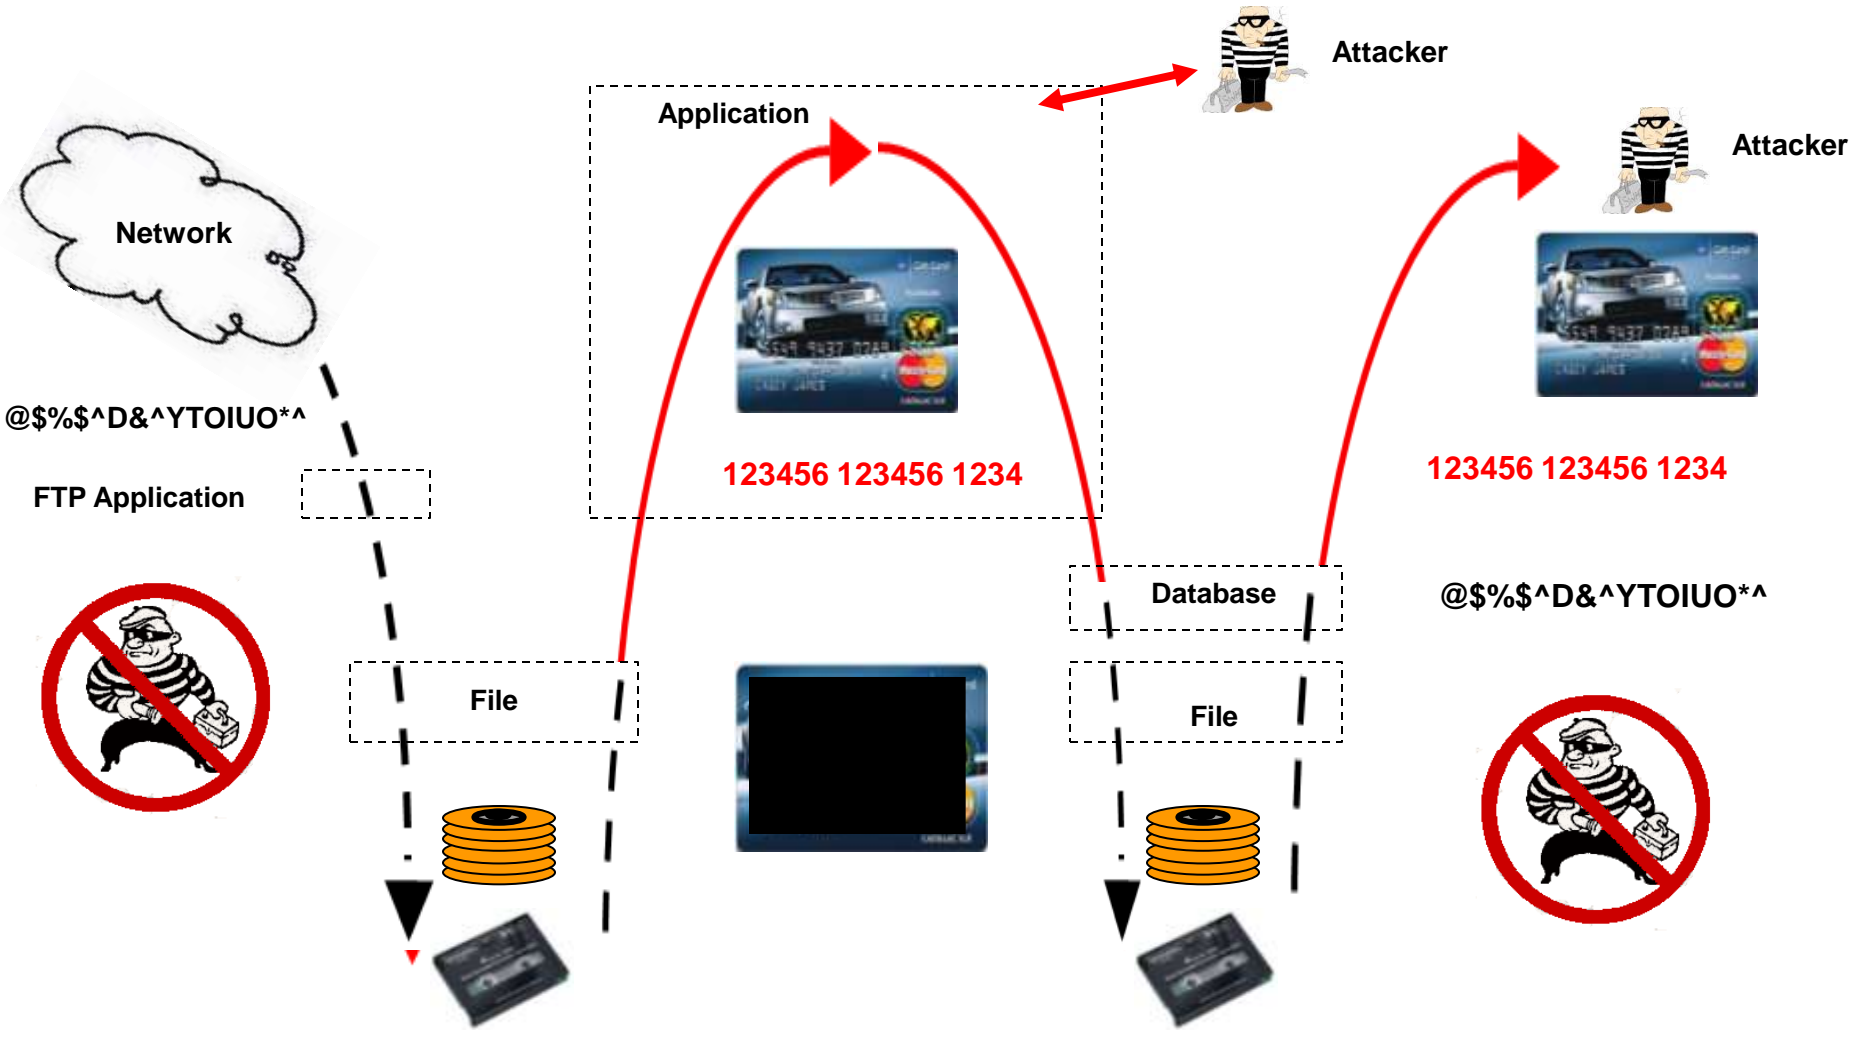 Attacker
Application
Attacker
Network
@$%$^D&^YTOIUO*^
123456 123456 1234
123456 123456 1234
FTP Application
Database
@$%$^D&^YTOIUO*^
File
File